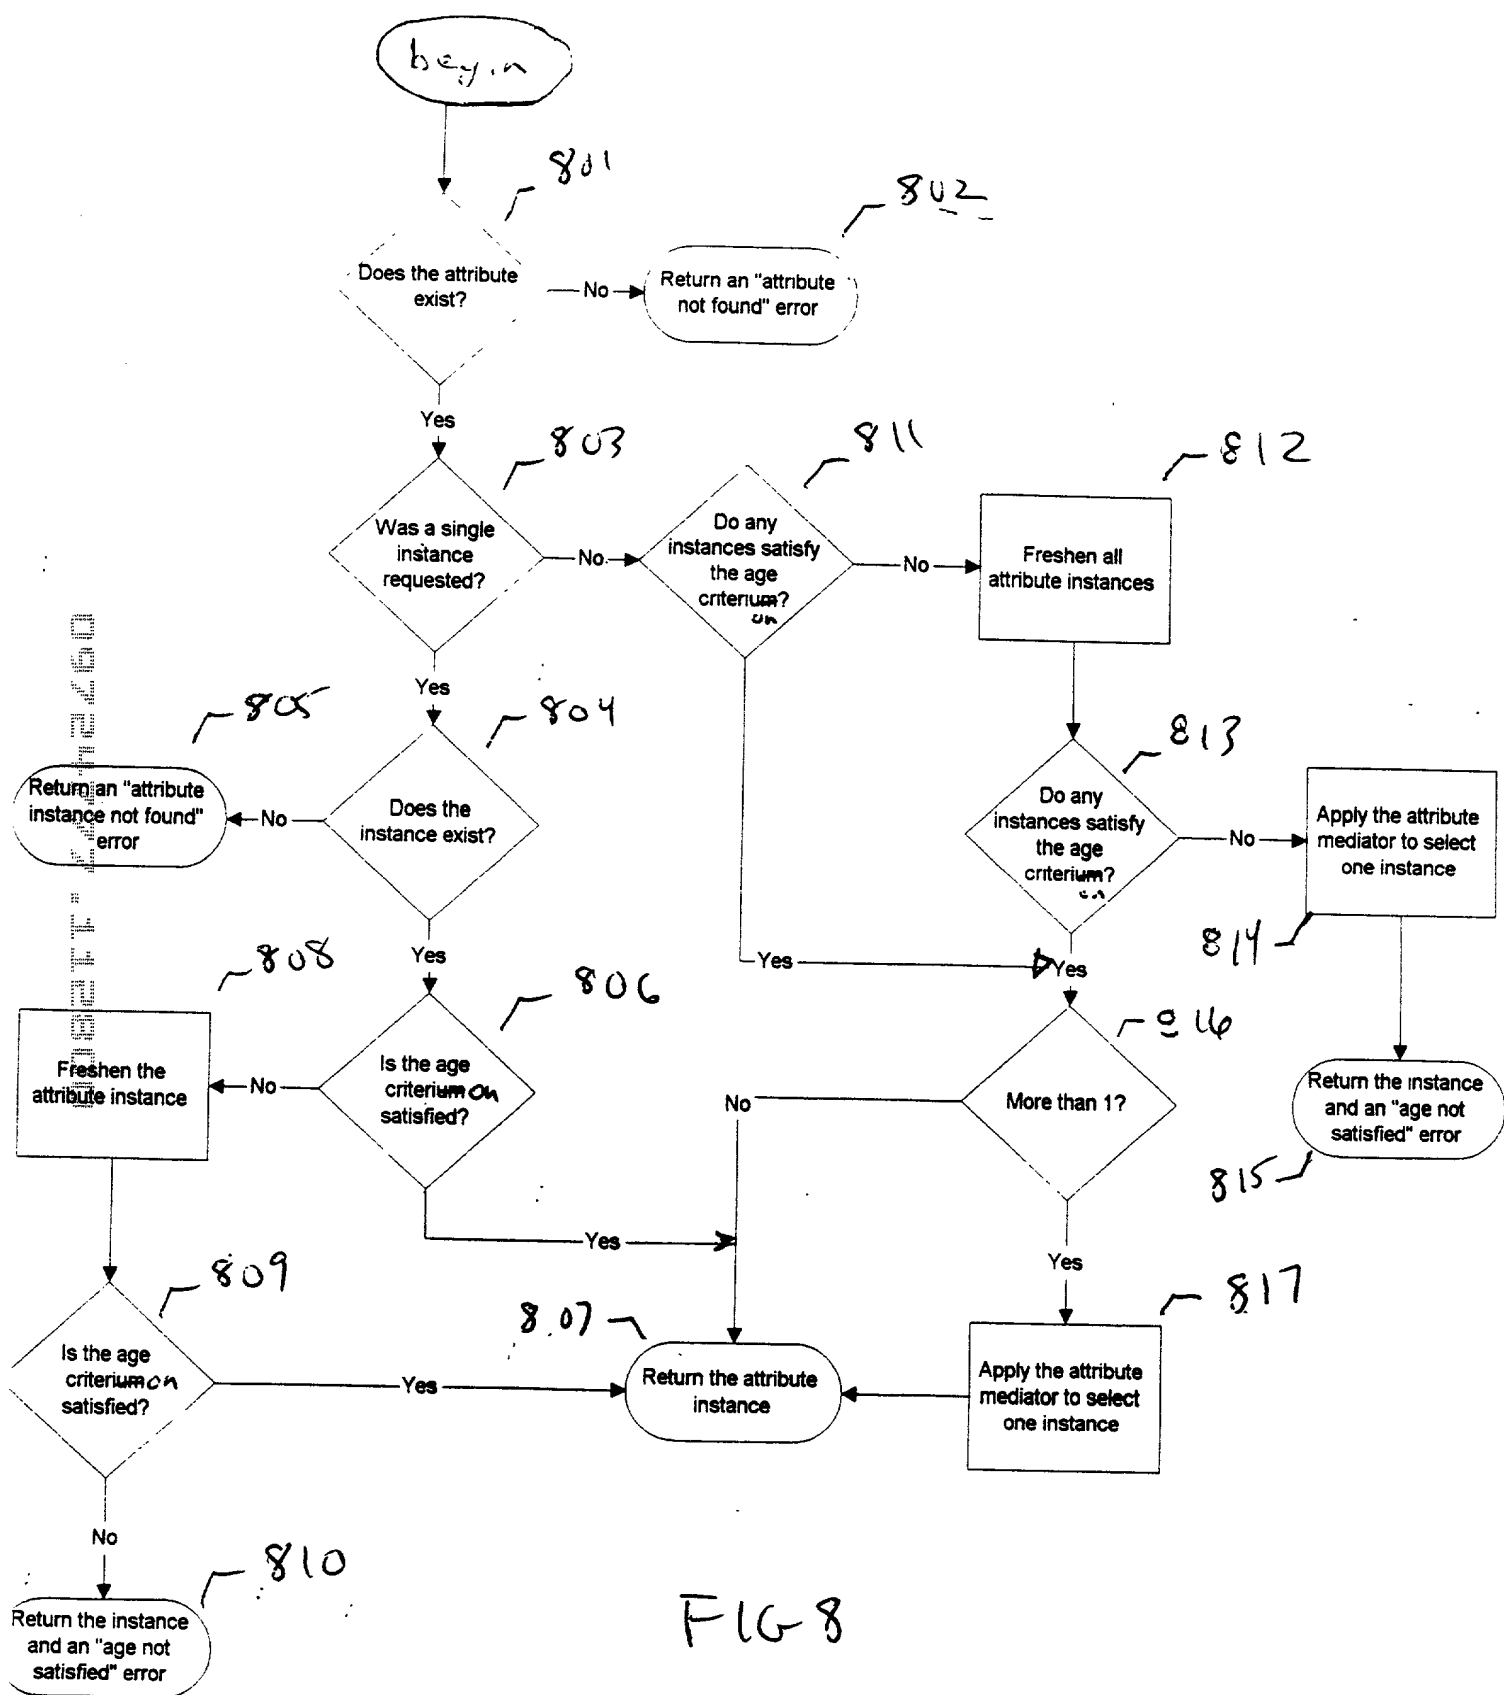 begin
801
802
Does the attribute
exist?
No
Return an "attribute
not found" error
Yes
803
811
812
Was a single
instance
requested?
No
Do any
instances satisfy
the age
criterium?
on
No
Freshen all
attribute instances
Yes
805
804
813
Return an "attribute
instance not found"
error
No
Does the
instance exist?
Do any
instances satisfy
the age
criterium?
on
No
Apply the attribute
mediator to select
one instance
814
Yes
Yes
Yes
808
806
816
Freshen the
attribute instance
No
Is the age
criteriumon
satisfied?
No
More than 1?
Return the instance
and an "age not
satisfied" error
815
Yes
Yes
809
807
817
Is the age
criteriumon
satisfied?
Yes
Return the attribute
instance
Apply the attribute
mediator to select
one instance
No
810
Return the instance
and an "age not
satisfied" error
FIG 8